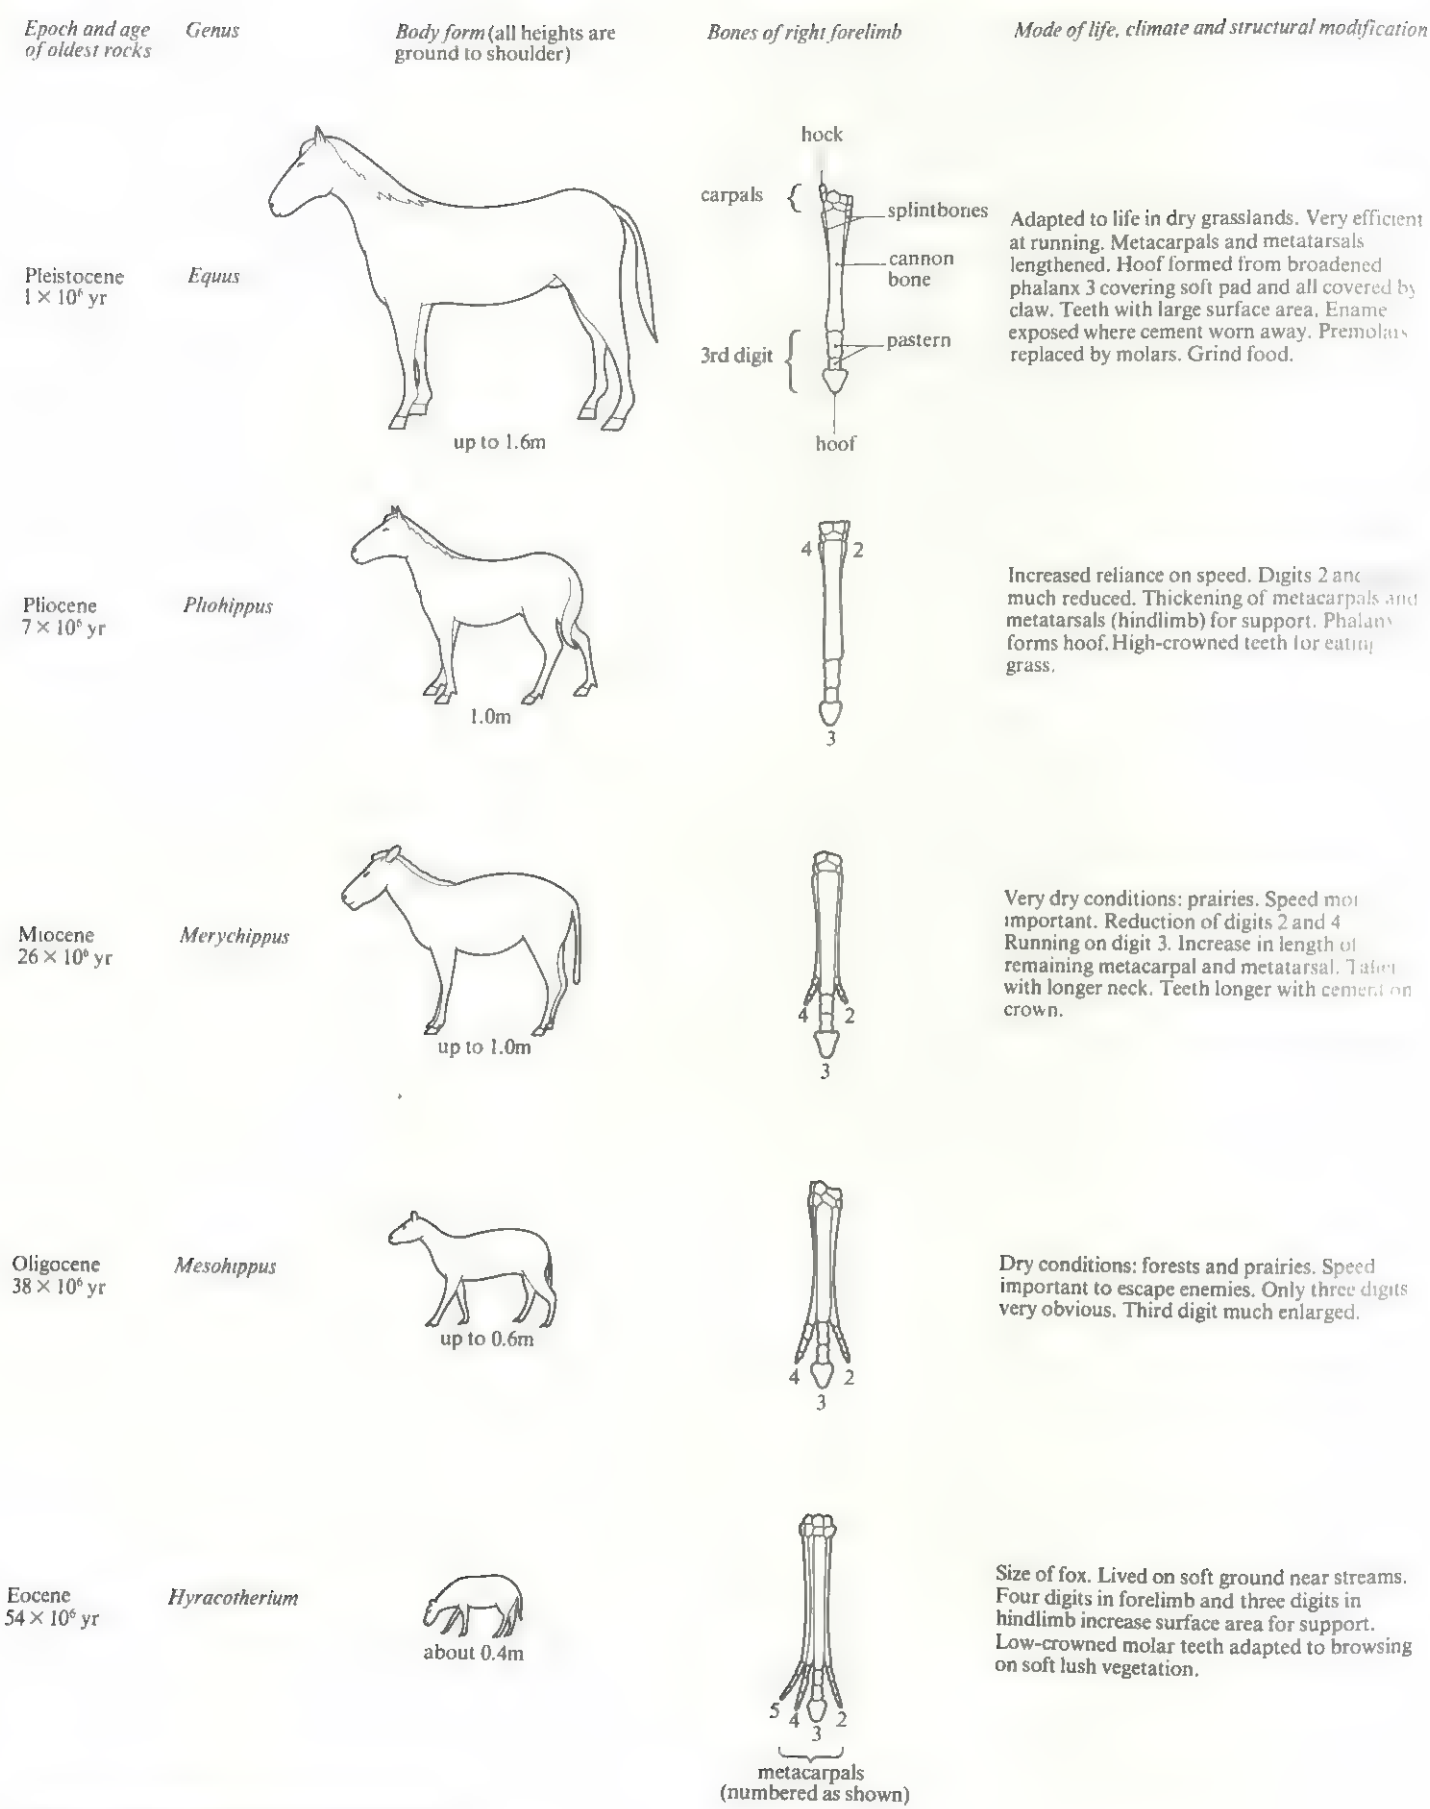 Epoch and age
of oldest rocks
Genus
Body form (all heights are
ground to shoulder)
Bones of right forelimb
Mode of life, climate and structural modification
Pleistocene
1 × 10⁶ yr
Equus
up to 1.6m
hock
carpals
splintbones
cannon
bone
3rd digit
pastern
hoof
Adapted to life in dry grasslands. Very efficient
at running. Metacarpals and metatarsals
lengthened. Hoof formed from broadened
phalanx 3 covering soft pad and all covered by
claw. Teeth with large surface area. Ename
exposed where cement worn away. Premolars
replaced by molars. Grind food.
Pliocene
7 × 10⁶ yr
Pliohippus
1.0m
4
2
3
Increased reliance on speed. Digits 2 and
much reduced. Thickening of metacarpals and
metatarsals (hindlimb) for support. Phalanx
forms hoof. High-crowned teeth for eating
grass.
Miocene
26 × 10⁶ yr
Merychippus
up to 1.0m
4
2
3
Very dry conditions: prairies. Speed
important. Reduction of digits 2 and 4
Running on digit 3. Increase in length of
remaining metacarpal and metatarsal.
with longer neck. Teeth longer with cement on
crown.
Oligocene
38 × 10⁶ yr
Mesohippus
up to 0.6m
4
2
3
Dry conditions: forests and prairies. Speed
important to escape enemies. Only three digits
very obvious. Third digit much enlarged.
Eocene
54 × 10⁶ yr
Hyracotherium
about 0.4m
5
4
3
2
metacarpals
(numbered as shown)
Size of fox. Lived on soft ground near streams.
Four digits in forelimb and three digits in
hindlimb increase surface area for support.
Low-crowned molar teeth adapted to browsing
on soft lush vegetation.